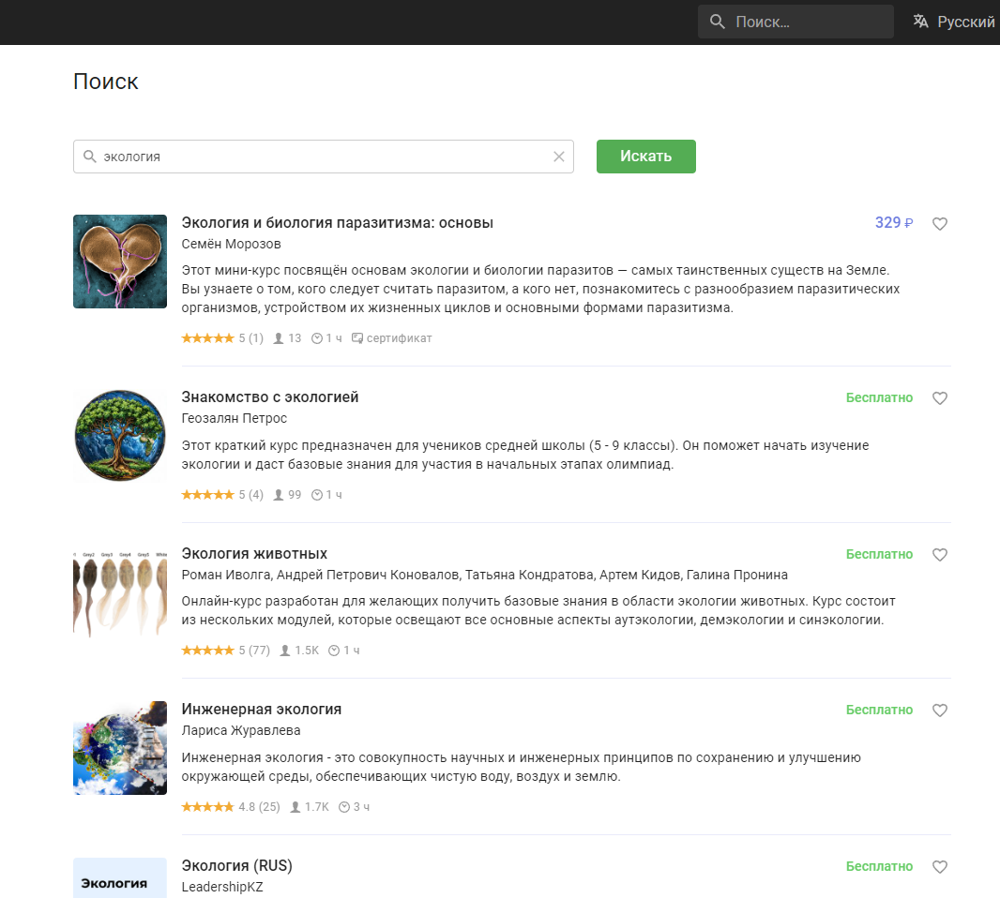 Поиск...
Русский
Поиск
экология
Искать
Экология и биология паразитизма: основы
329 ₽
Семён Морозов
Этот мини-курс посвящён основам экологии и биологии паразитов — самых таинственных существ на Земле.
Вы узнаете о том, кого следует считать паразитом, а кого нет, познакомитесь с разнообразием паразитических
организмов, устройством их жизненных циклов и основными формами паразитизма.
5 (1) 13 1 ч сертификат
Знакомство с экологией
Бесплатно
Геозалян Петрос
Этот краткий курс предназначен для учеников средней школы (5 - 9 классы). Он поможет начать изучение
экологии и даст базовые знания для участия в начальных этапах олимпиад.
5 (4) 99 1 ч
Grey2 Grey3 Grey4 Grey5
Экология животных
Бесплатно
Роман Иволга, Андрей Петрович Коновалов, Татьяна Кондратова, Артем Кидов, Галина Пронина
Онлайн-курс разработан для желающих получить базовые знания в области экологии животных. Курс состоит
из нескольких модулей, которые освещают все основные аспекты аутэкологии, демэкологии и синэкологии.
5 (77) 1.5K 1 ч
Инженерная экология
Бесплатно
Лариса Журавлева
Инженерная экология - это совокупность научных и инженерных принципов по сохранению и улучшению
окружающей среды, обеспечивающих чистую воду, воздух и землю.
4.8 (25) 1.7K 3 ч
Экология
Экология (RUS)
Бесплатно
LeadershipKZ